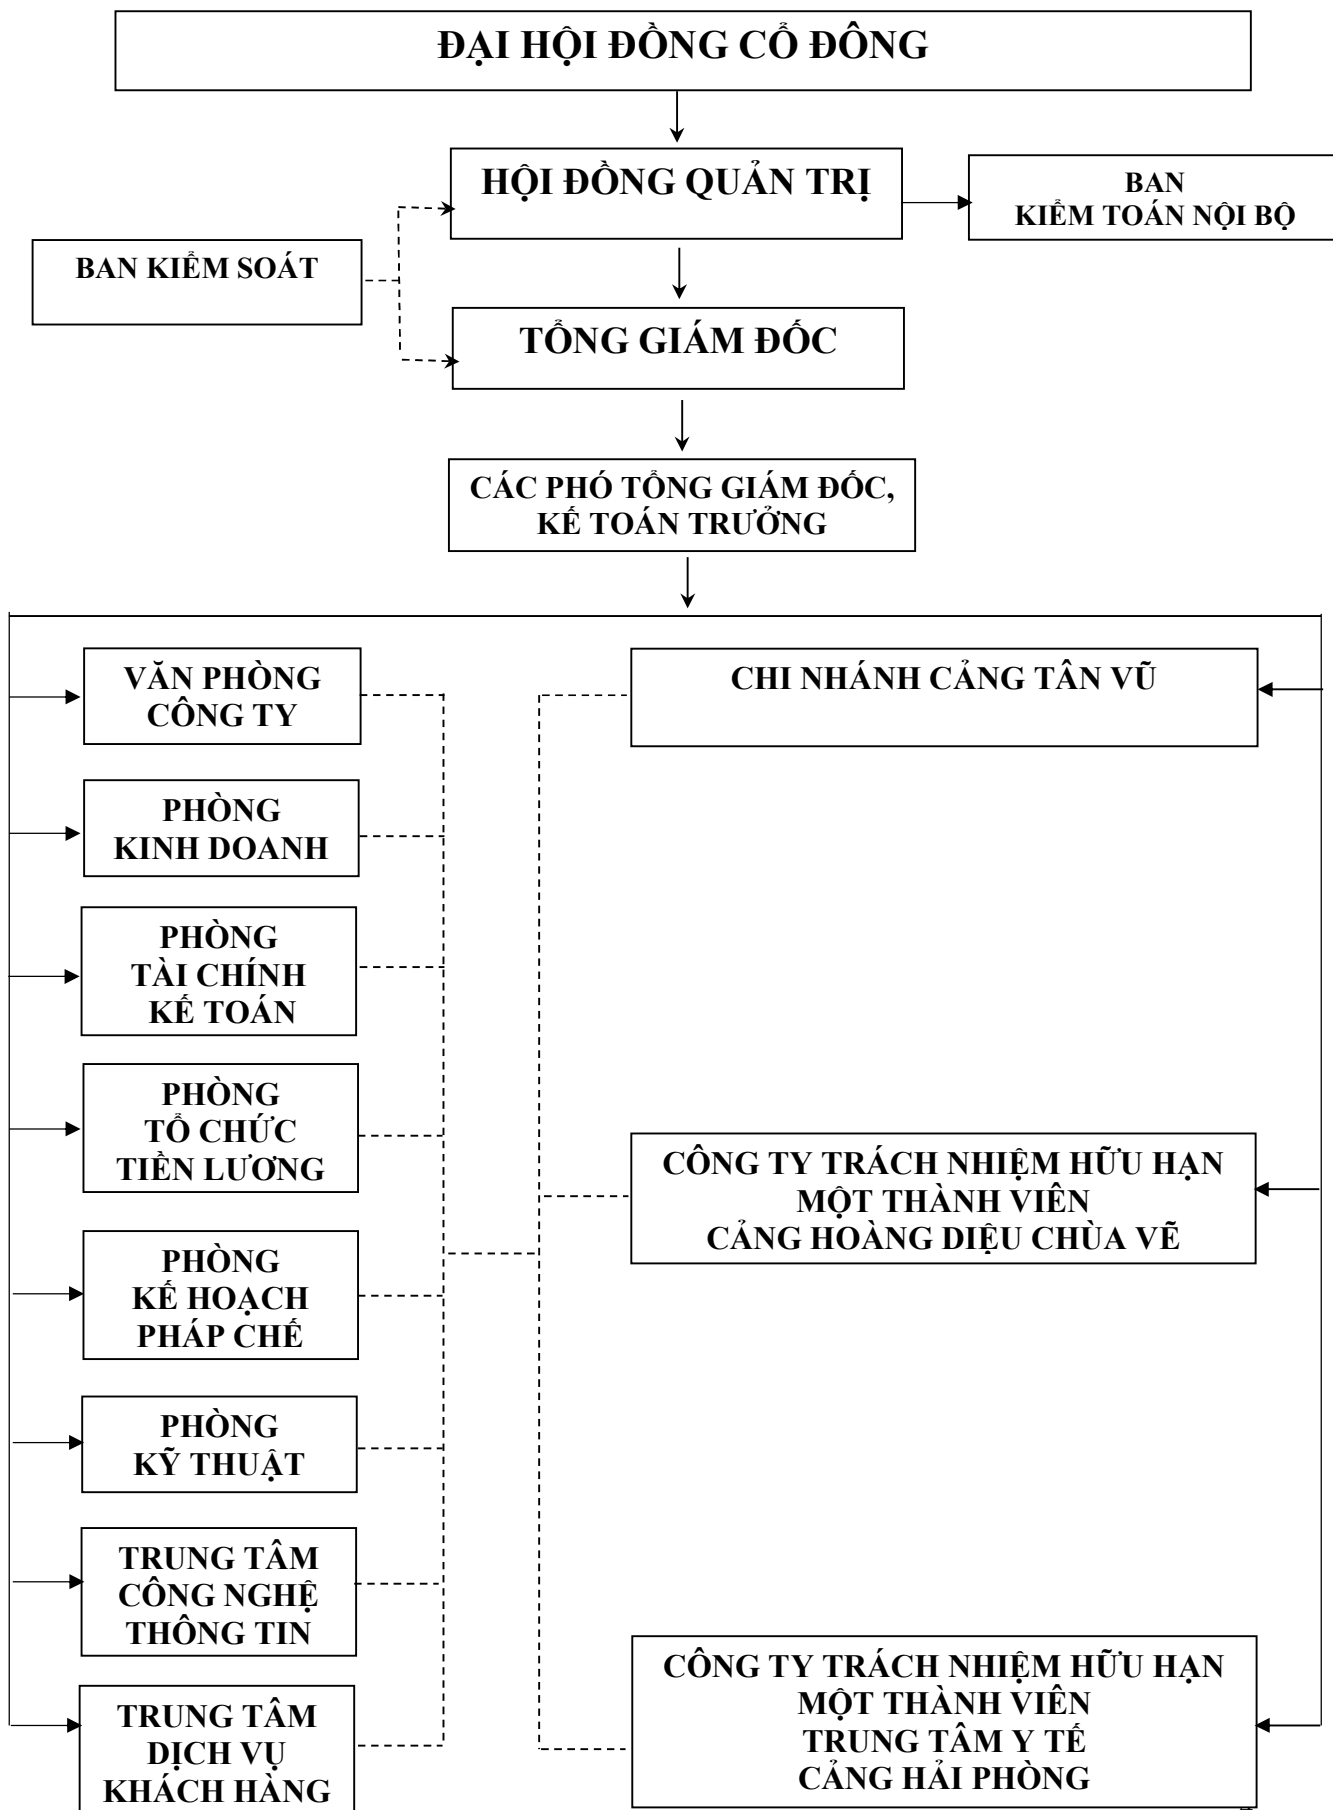 ĐẠI HỘI ĐỒNG CỔ ĐÔNG
HỘI ĐỒNG QUẢN TRỊ
BAN
KIỂM TOÁN NỘI BỘ
BAN KIỂM SOÁT
TỔNG GIÁM ĐỐC
CÁC PHÓ TỔNG GIÁM ĐỐC,
KẾ TOÁN TRƯỞNG
VĂN PHÒNG
CÔNG TY
PHÒNG
KINH DOANH
PHÒNG
TÀI CHÍNH
KẾ TOÁN
PHÒNG
TỔ CHỨC
TIỀN LƯƠNG
PHÒNG
KẾ HOẠCH
PHÁP CHẾ
PHÒNG
KỸ THUẬT
TRUNG TÂM
CÔNG NGHỆ
THÔNG TIN
TRUNG TÂM
DỊCH VỤ
KHÁCH HÀNG
CHI NHÁNH CẢNG TÂN VŨ
CÔNG TY TRÁCH NHIỆM HỮU HẠN
MỘT THÀNH VIÊN
CẢNG HOÀNG DIỆU CHÙA VẼ
CÔNG TY TRÁCH NHIỆM HỮU HẠN
MỘT THÀNH VIÊN
TRUNG TÂM Y TẾ
CẢNG HẢI PHÒNG